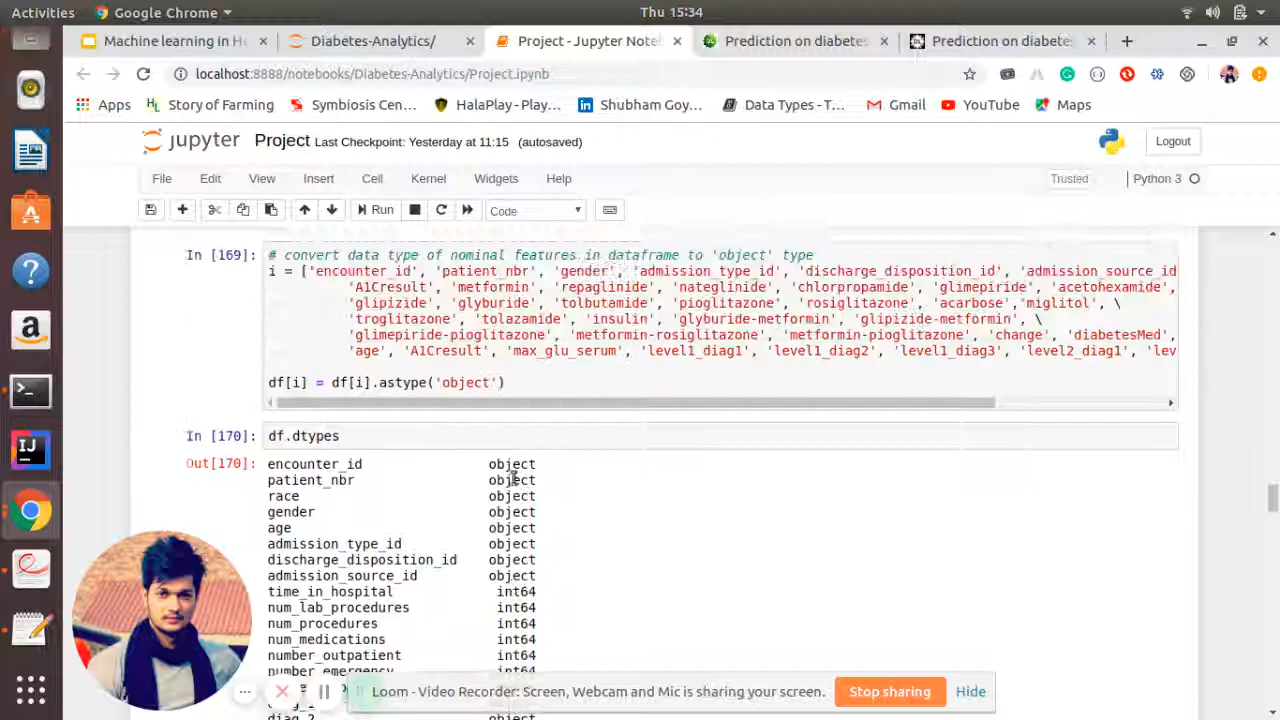 Activities Google Chrome Thu 15:34
Machine learning in He Diabetes-Analytics/ Project - Jupyter Note Prediction on diabetes Prediction on diabetes
localhost:8888/notebooks/Diabetes-Analytics/Project.ipynb
Apps Story of Farming Symbiosis Cen... HalaPlay - Play... Shubham Goy... Data Types - T... Gmail YouTube Maps
jupyter Project Last Checkpoint: Yesterday at 11:15 (autosaved) Logout
File Edit View Insert Cell Kernel Widgets Help Trusted Python 3
Run Code
In [169]: # convert data type of nominal features in dataframe to 'object' type
i = ['encounter_id', 'patient_nbr', 'gender', 'admission_type_id', 'discharge_disposition_id', 'admission_source_id
'A1Cresult', 'metformin', 'repaglinide', 'nateglinide', 'chlorpropamide', 'glimepiride', 'acetohexamide',
'glipizide', 'glyburide', 'tolbutamide', 'pioglitazone', 'rosiglitazone', 'acarbose','miglitol', \
'troglitazone', 'tolazamide', 'insulin', 'glyburide-metformin', 'glipizide-metformin', \
'glimepiride-pioglitazone', 'metformin-rosiglitazone', 'metformin-pioglitazone', 'change', 'diabetesMed',
'age', 'A1Cresult', 'max_glu_serum', 'level1_diag1', 'level1_diag2', 'level1_diag3', 'level2_diag1', 'lev
df[i] = df[i].astype('object')
In [170]: df.dtypes
Out[170]: encounter_id object
patient_nbr object
race object
gender object
age object
admission_type_id object
discharge_disposition_id object
admission_source_id object
time_in_hospital int64
num_lab_procedures int64
num_procedures int64
num_medications int64
number_outpatient int64
number_emergency int64
Loom - Video Recorder: Screen, Webcam and Mic is sharing your screen. Stop sharing Hide
diag_2 object